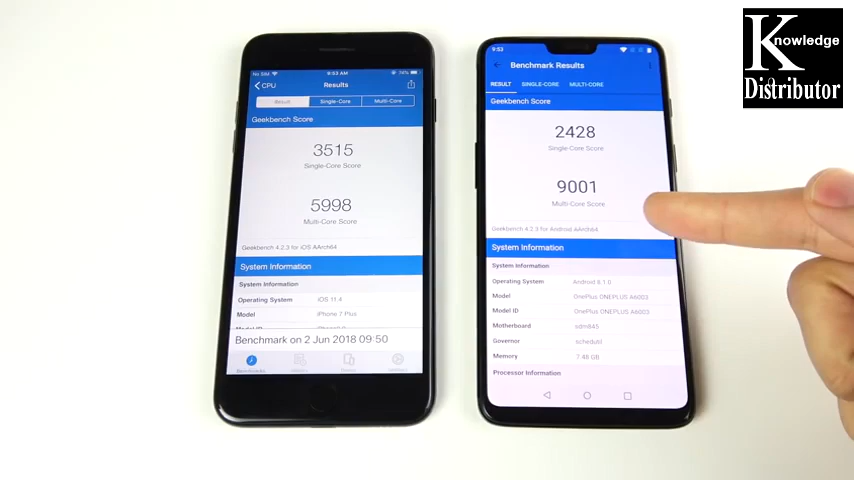 Knowledge
Distributor
No SIM
9:53 AM
74%
CPU
Results
Result
Single-Core
Multi-Core
Geekbench Score
3515
Single-Core Score
5998
Multi-Core Score
Geekbench 4.2.3 for iOS AArch64
System Information
System Information
Operating System iOS 11.4
Model iPhone 7 Plus
Benchmark on 2 Jun 2018 09:50
Benchmarks
9:53
Benchmark Results
RESULT SINGLE-CORE MULTI-CORE
Geekbench Score
2428
Single-Core Score
9001
Multi-Core Score
Geekbench 4.2.3 for Android AArch64
System Information
System Information
Operating System Android 8.1.0
Model OnePlus ONEPLUS A6003
Model ID OnePlus ONEPLUS A6003
Motherboard sdm845
Governor schedutil
Memory 7.48 GB
Processor Information